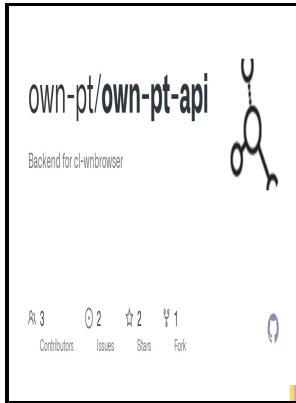 own-pt/own-pt-api
Backend for cl-wnbrowser
3 2 2 1
Contributors Issues Stars Fork